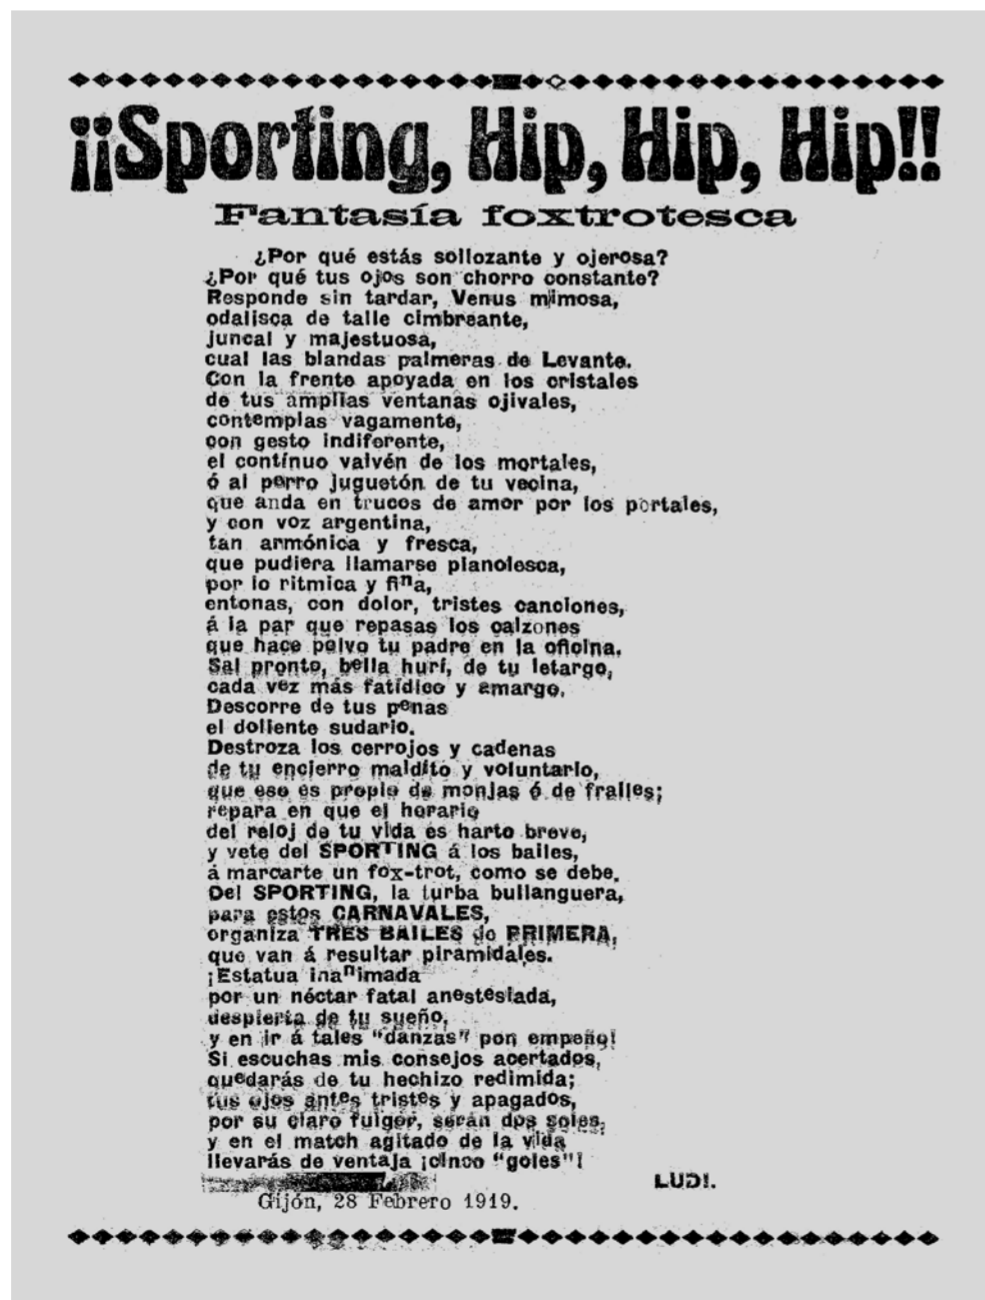 ¡¡Sporting, Hip, Hip, Hip!!
Fantasía foxtrotesca
¿Por qué estás sollozante y ojerosa?
¿Por qué tus ojos son chorro constante?
Responde sin tardar, Venus mimosa,
odalisca de talle cimbreante,
juncal y majestuosa,
cual las blandas palmeras de Levante.
Con la frente apoyada en los cristales
de tus amplias ventanas ojivales,
contemplas vagamente,
con gesto indiferente,
el contínuo vaivén de los mortales,
ó al perro juguetón de tu vecina,
que anda en trucos de amor por los portales,
y con voz argentina,
tan armónica y fresca,
que pudiera llamarse pianolesca,
por lo ritmica y fina,
entonas, con dolor, tristes canciones,
á la par que repasas los calzones
que hace polvo tu padre en la oficina.
Sal pronto, bella hurí, de tu letargo,
cada vez más fatídico y amargo.
Descorre de tus penas
el doliente sudario.
Destroza los cerrojos y cadenas
de tu encierro maldito y voluntario,
que eso es propio de monjas ó de frailes;
repara en que el horario
del reloj de tu vida es harto breve,
y vete del SPORTING á los bailes,
á marcarte un fox-trot, como se debe.
Del SPORTING, la turba bullanguera,
para estos CARNAVALES,
organiza TRES BAILES de PRIMERA,
que van á resultar piramidales.
¡Estatua inanimada
por un néctar fatal anestesiada,
despierta de tu sueño,
y en ir á tales "danzas" pon empeño!
Si escuchas mis consejos acertados,
quedarás de tu hechizo redimida;
tus ojos antes tristes y apagados,
por su claro fulgor, serán dos soles,
y en el match agitado de la vida
llevarás de ventaja ¡cinco "goles"!
LUDI.
Gijón, 28 Febrero 1919.